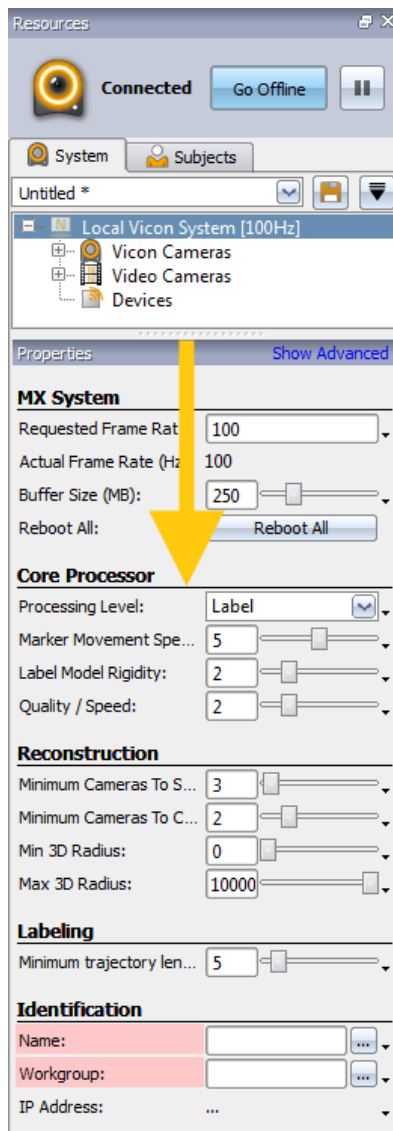 Resources
Connected
Go Offline
System
Subjects
Untitled *
Local Vicon System [100Hz]
Vicon Cameras
Video Cameras
Devices
Properties Show Advanced
MX System
Requested Frame Rat 100
Actual Frame Rate (Hz 100
Buffer Size (MB): 250
Reboot All: Reboot All
Core Processor
Processing Level: Label
Marker Movement Spe... 5
Label Model Rigidity: 2
Quality / Speed: 2
Reconstruction
Minimum Cameras To S... 3
Minimum Cameras To C... 2
Min 3D Radius: 0
Max 3D Radius: 10000
Labeling
Minimum trajectory len... 5
Identification
Name: ...
Workgroup: ...
IP Address: ...